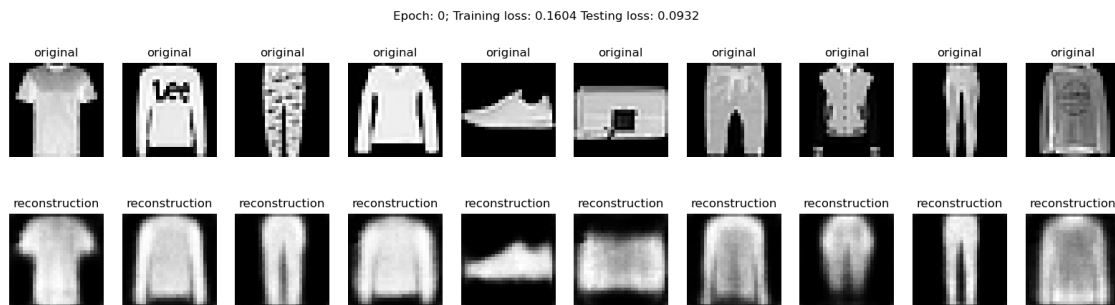 Epoch: 0; Training loss: 0.1604 Testing loss: 0.0932
original original original original original original original original original original
Lee
reconstruction reconstruction reconstruction reconstruction reconstruction reconstruction reconstruction reconstruction reconstruction reconstruction